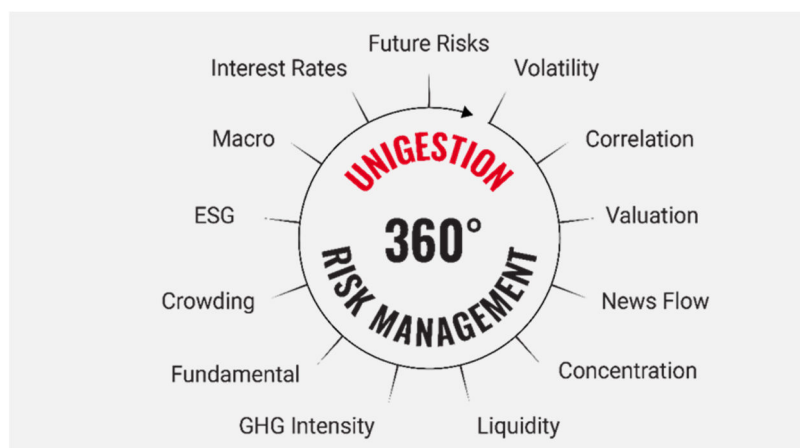 Future Risks
Volatility
Correlation
Valuation
News Flow
Concentration
Liquidity
GHG Intensity
Fundamental
Crowding
ESG
Macro
Interest Rates
UNIGESTION
360°
RISK MANAGEMENT